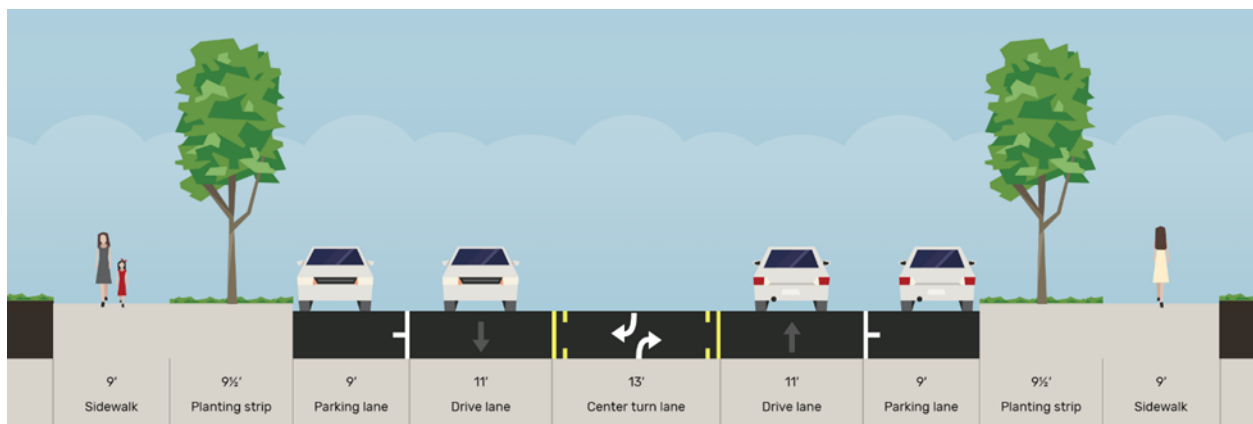 9' 9½' 9' 11' 13' 11' 9' 9½' 9'
Sidewalk Planting strip Parking lane Drive lane Center turn lane Drive lane Parking lane Planting strip Sidewalk